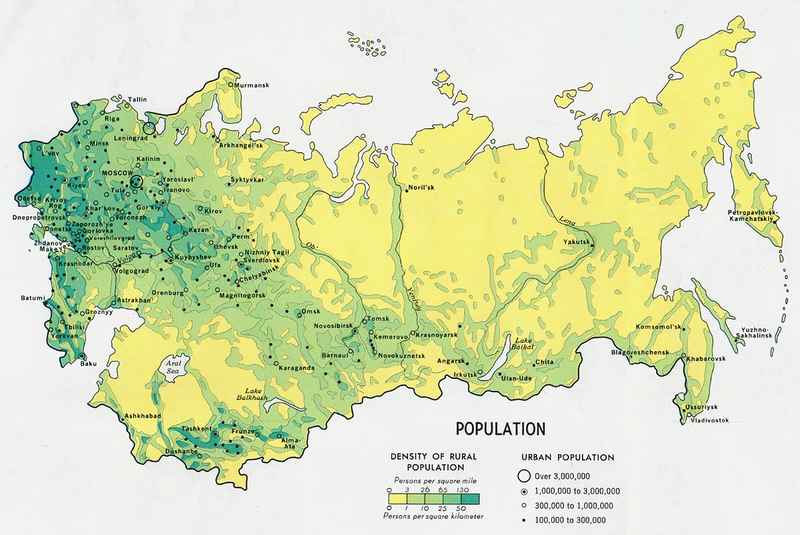 Murmansk
Tallin
Riga
Leningrad
Minsk
L'vov
Arkhangel'sk
Kalinin
MOSCOW
Yaroslavl'
Ivanovo
Tula
Syktyvkar
Kiyev
Noril'sk
Odessa
Krivoy
Rog
Khar'kov
Gor'kiy
Voronezh
Kirov
Dnepropetrovsk
Zaporozh'ye
Donetsk
Gorlovka
Voroshilovgrad
Kazan
Perm
Izhevsk
Zhdanov
Rostov
Saratov
Kuybyshev
Nizhniy Tagil
Sverdlovsk
Ufa
Chelyabinsk
Krasnodar
Volga
Volgograd
Orenburg
Magnitogorsk
Omsk
Batumi
Groznyy
Astrakhan
Tbilisi
Yerevan
Baku
Ob'
Yenisey
Lena
Yakutsk
Petropavlovsk-
Kamchatskiy
Novosibirsk
Tomsk
Kemerovo
Krasnoyarsk
Barnaul
Novokuznetsk
Karaganda
Aral
Sea
Lake
Balkhash
Lake
Baikal
Angarsk
Irkutsk
Chita
Ulan-Ude
Komsomol'sk
Yuzhno-
Sakhalinsk
Blagoveshchensk
Khabarovsk
Ussuriysk
Vladivostok
Ashkhabad
Tashkent
Frunze
Alma-
Ata
Dushanbe
POPULATION
DENSITY OF RURAL
POPULATION
Persons per square mile
0 3 26 65 130
0 1 10 25 50
Persons per square kilometer
URBAN POPULATION
Over 3,000,000
1,000,000 to 3,000,000
300,000 to 1,000,000
100,000 to 300,000